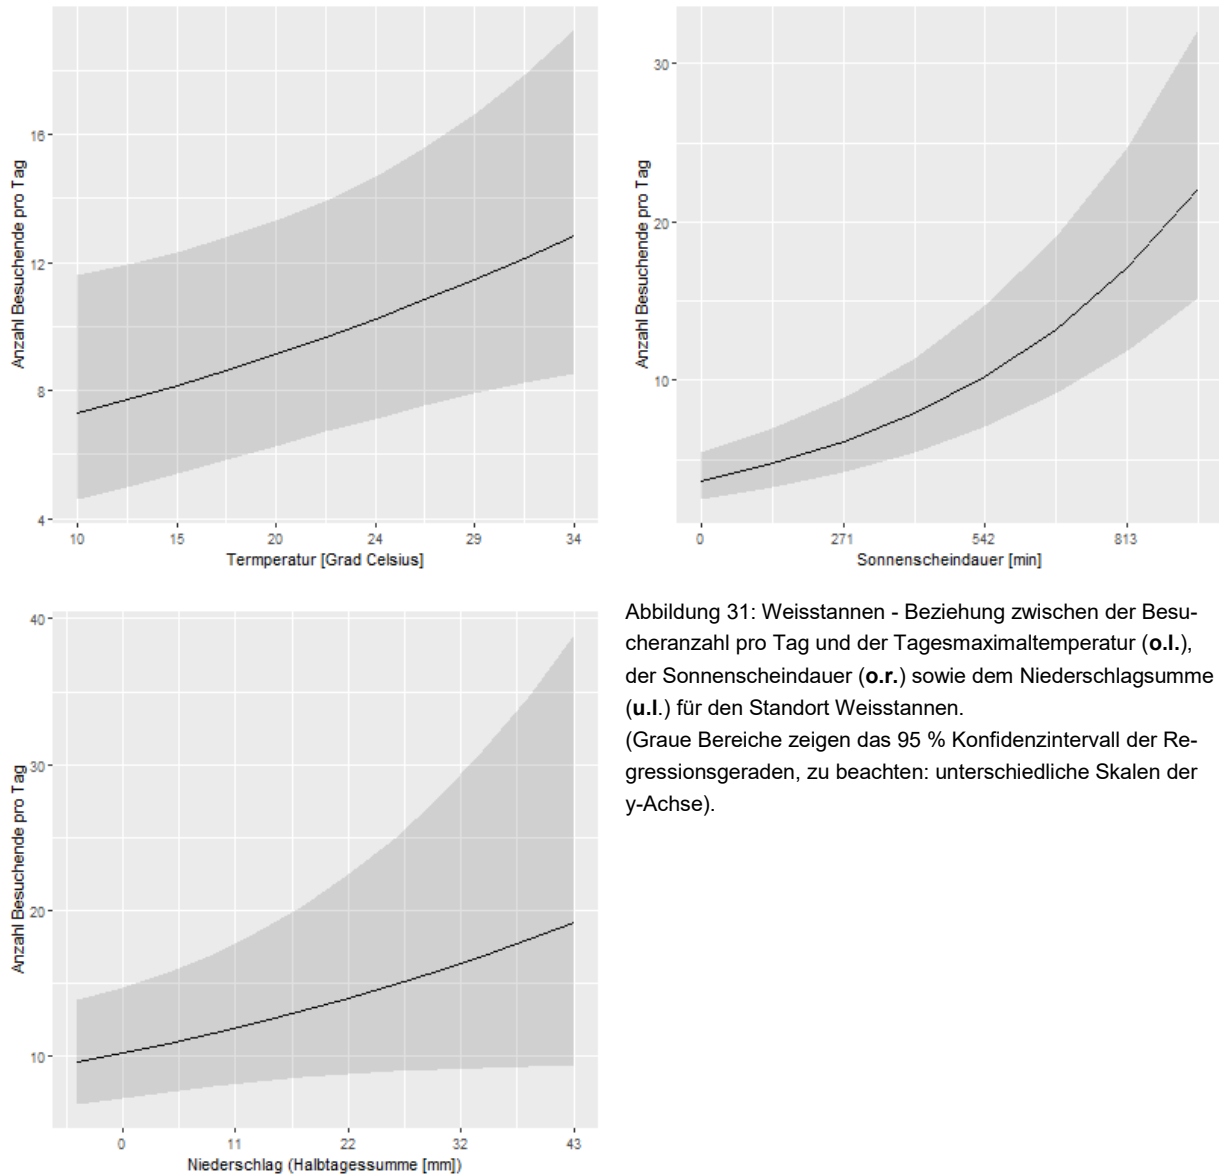 Anzahl Besuchende pro Tag
16
12
8
4
10 15 20 24 29 34
Termperatur [Grad Celsius]
Anzahl Besuchende pro Tag
30
20
10
0 271 542 813
Sonnenscheindauer [min]
Anzahl Besuchende pro Tag
40
30
20
10
0 11 22 32 43
Niederschlag (Halbtagessumme [mm])
Abbildung 31: Weisstannen - Beziehung zwischen der Besu-
cheranzahl pro Tag und der Tagesmaximaltemperatur (o.l.),
der Sonnenscheindauer (o.r.) sowie dem Niederschlagsumme
(u.l.) für den Standort Weisstannen.
(Graue Bereiche zeigen das 95 % Konfidenzintervall der Re-
gressionsgeraden, zu beachten: unterschiedliche Skalen der
y-Achse).